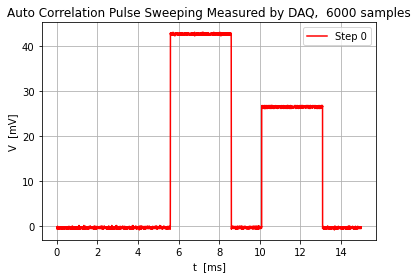 Auto Correlation Pulse Sweeping Measured by DAQ, 6000 samples
Step 0
40
30
20
10
0
V [mV]
0 2 4 6 8 10 12 14
t [ms]